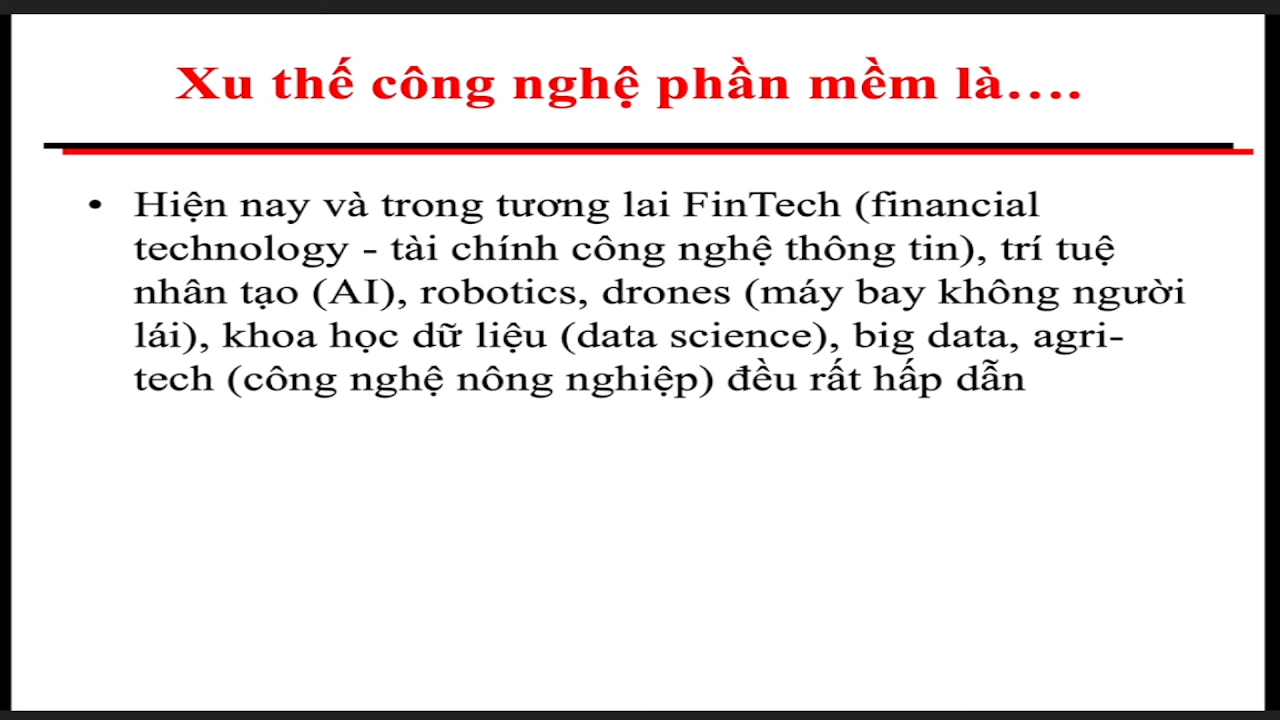 Xu thế công nghệ phần mềm là....
• Hiện nay và trong tương lai FinTech (financial
technology - tài chính công nghệ thông tin), trí tuệ
nhân tạo (AI), robotics, drones (máy bay không người
lái), khoa học dữ liệu (data science), big data, agri-
tech (công nghệ nông nghiệp) đều rất hấp dẫn